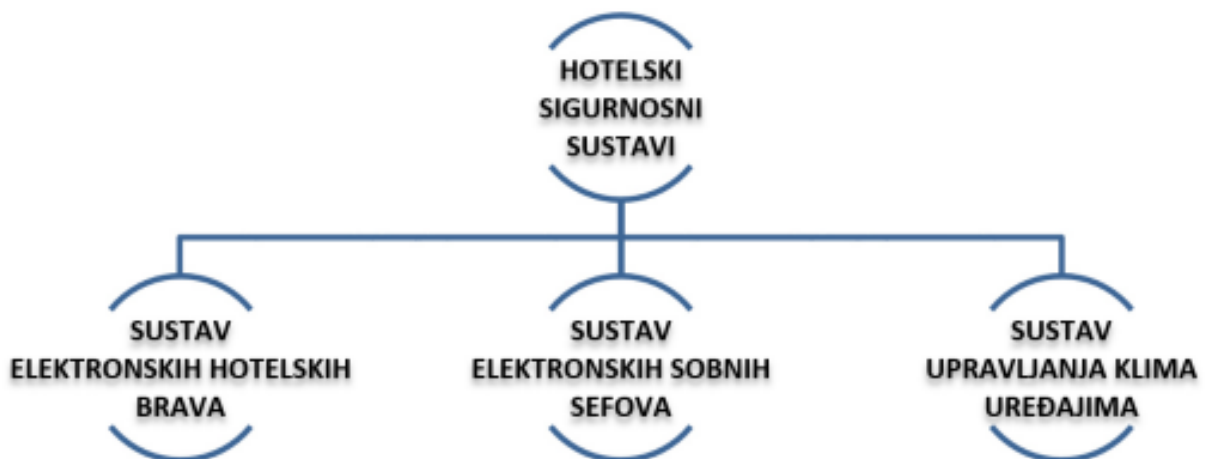 HOTELSKI
SIGURNOSNI
SUSTAVI
SUSTAV
ELEKTRONSKIH HOTELSKIH
BRAVA
SUSTAV
ELEKTRONSKIH SOBNIH
SEFOVA
SUSTAV
UPRAVLJANJA KLIMA
UREĐAJIMA